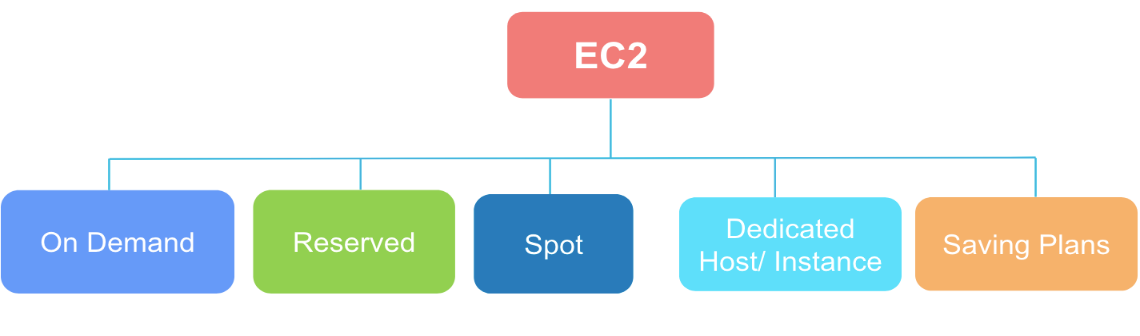 EC2
On Demand
Reserved
Spot
Dedicated
Host/ Instance
Saving Plans